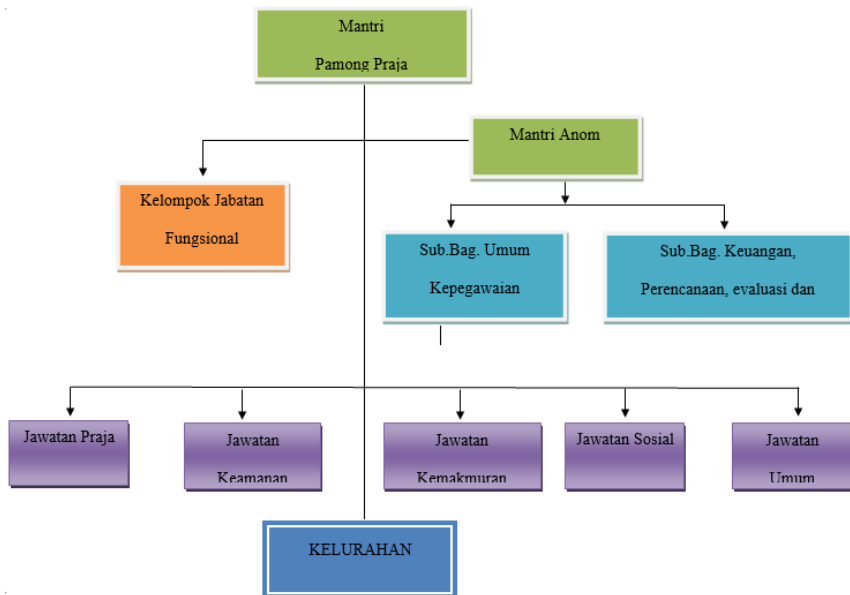 Mantri
Pamong Praja
Mantri Anom
Kelompok Jabatan
Fungsional
Sub.Bag. Umum
Kepegawaian
Sub.Bag. Keuangan,
Perencanaan, evaluasi dan
Jawatan Praja
Jawatan
Keamanan
Jawatan
Kemakmuran
Jawatan Sosial
Jawatan
Umum
KELURAHAN